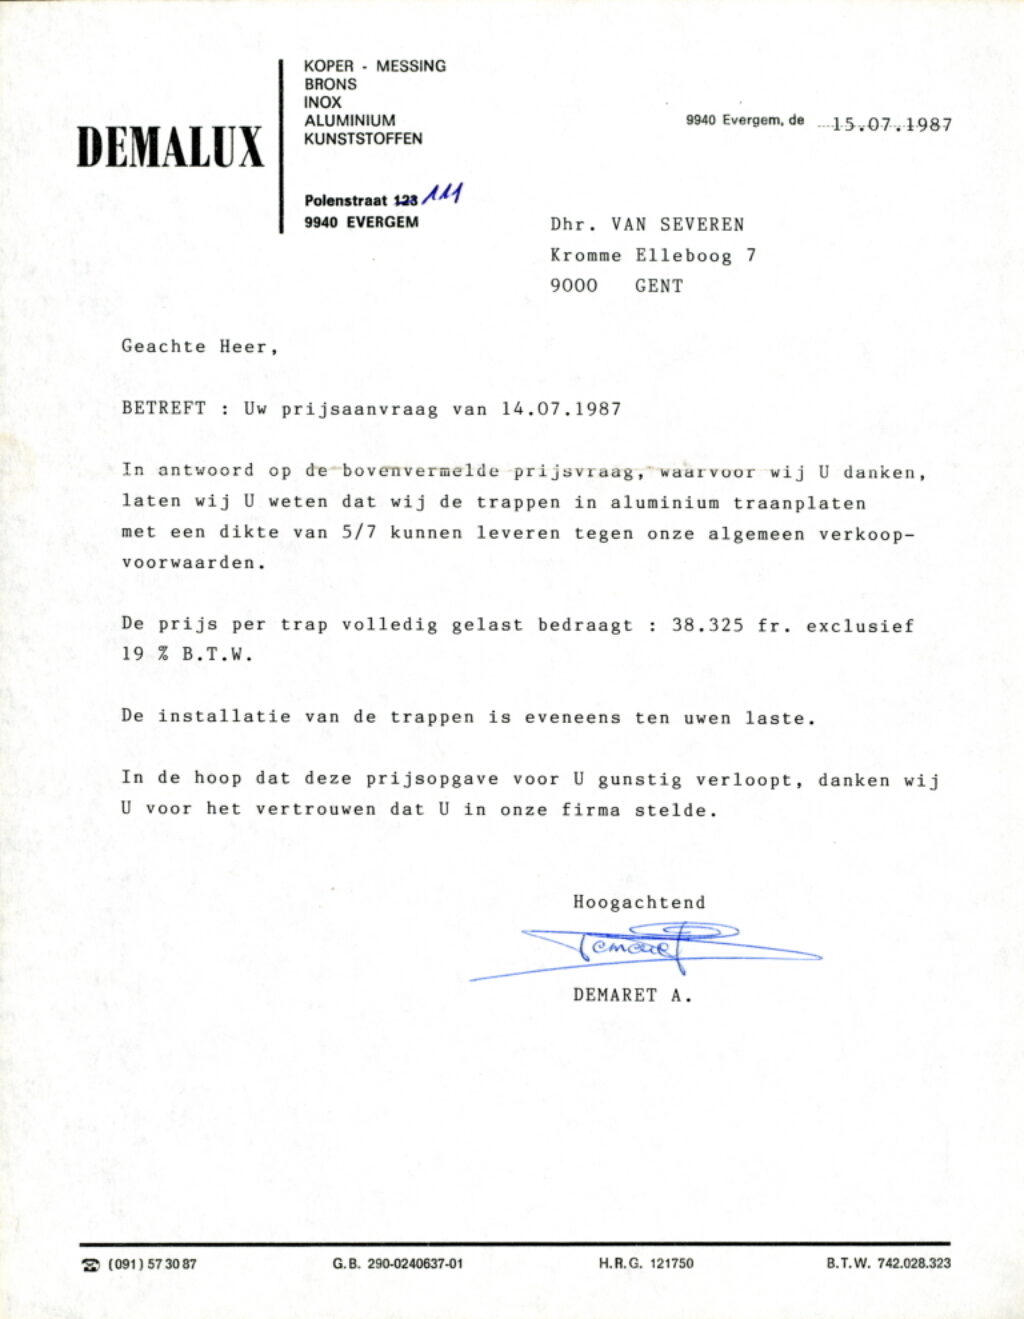 DEMALUX
KOPER - MESSING
BRONS
INOX
ALUMINIUM
KUNSTSTOFFEN
Polenstraat 123 111
9940 EVERGEM
9940 Evergem, de 15.07.1987
Dhr. VAN SEVEREN
Kromme Elleboog 7
9000 GENT
Geachte Heer,
BETREFT : Uw prijsaanvraag van 14.07.1987
In antwoord op de bovenvermelde prijsvraag, waarvoor wij U danken,
laten wij U weten dat wij de trappen in aluminium traanplaten
met een dikte van 5/7 kunnen leveren tegen onze algemeen verkoop-
voorwaarden.
De prijs per trap volledig gelast bedraagt : 38.325 fr. exclusief
19 % B.T.W.
De installatie van de trappen is eveneens ten uwen laste.
In de hoop dat deze prijsopgave voor U gunstig verloopt, danken wij
U voor het vertrouwen dat U in onze firma stelde.
Hoogachtend
DEMARET A.
☎ (091) 57 30 87 G.B. 290-0240637-01 H.R.G. 121750 B.T.W. 742.028.323